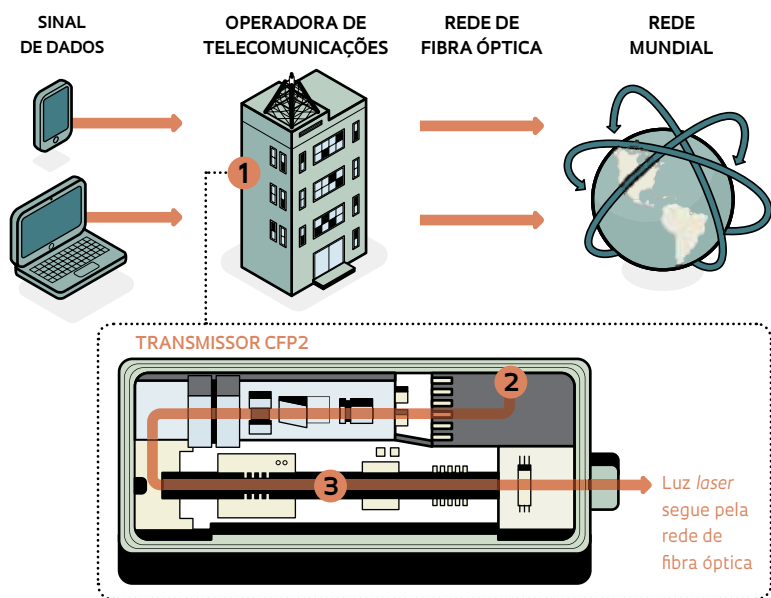 SINAL
DE DADOS
OPERADORA DE
TELECOMUNICAÇÕES
REDE DE
FIBRA ÓPTICA
REDE
MUNDIAL
1
TRANSMISSOR CFP2
2
3
Luz laser
segue pela
rede de
fibra óptica